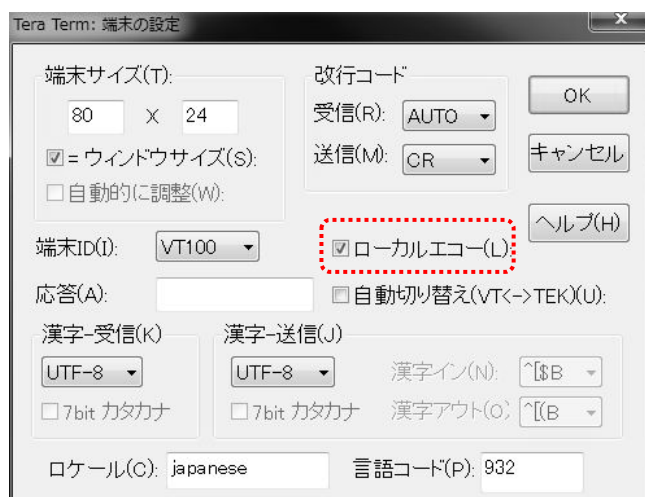 Tera Term: 端末の設定
端末サイズ(T):
80 X 24
= ウィンドウサイズ(S):
自動的に調整(W):
改行コード
受信(R): AUTO
送信(M): CR
OK
キャンセル
ヘルプ(H)
端末ID(I): VT100
ローカルエコー(L):
応答(A):
自動切り替え(VT<->TEK)(U):
漢字-受信(K)
UTF-8
7bit カタカナ
漢字-送信(J)
UTF-8
7bit カタカナ
漢字イン(N): ^[$B
漢字アウト(O): ^[(B
ロケール(C): japanese
言語コード(P): 932